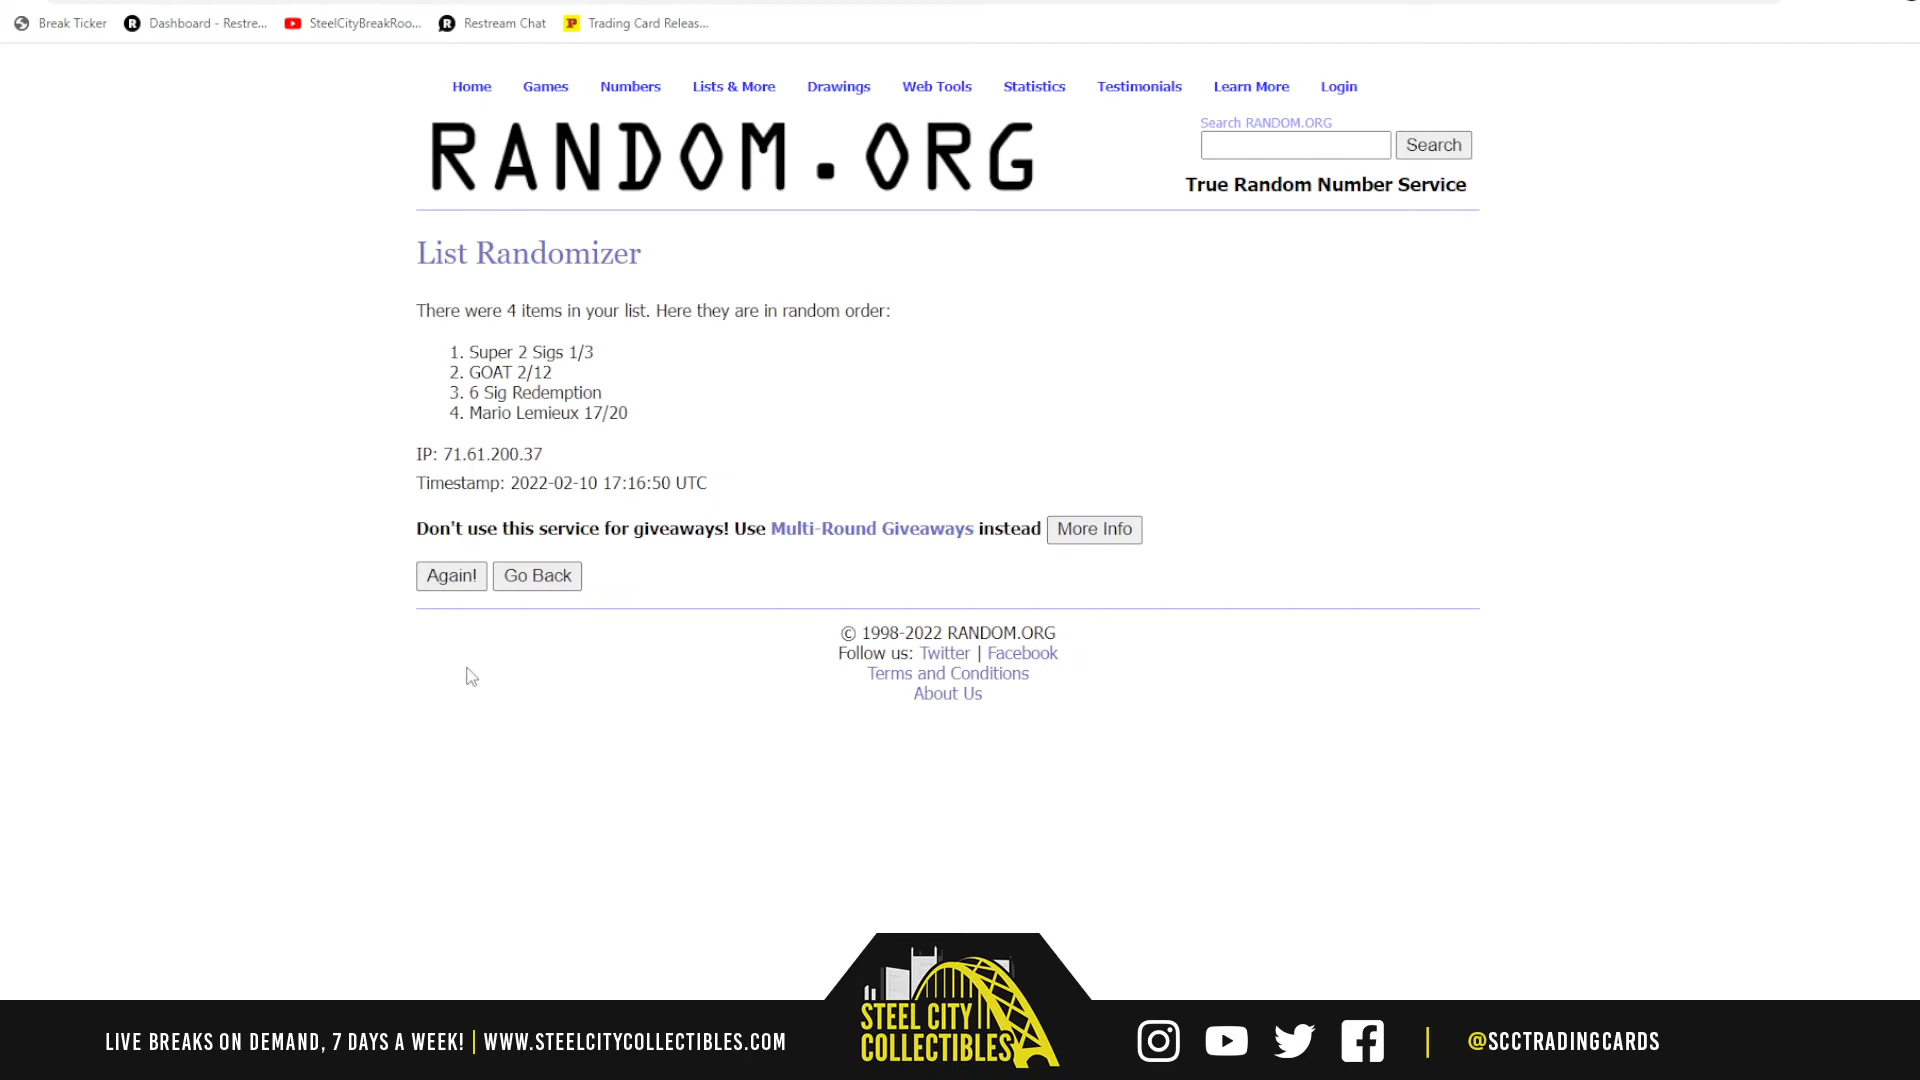 Break Ticker Dashboard - Restre... SteelCityBreakRoo... Restream Chat Trading Card Releas...
Home Games Numbers Lists & More Drawings Web Tools Statistics Testimonials Learn More Login
RANDOM.ORG
Search RANDOM.ORG
Search
True Random Number Service
List Randomizer
There were 4 items in your list. Here they are in random order:
1. Super 2 Sigs 1/3
2. GOAT 2/12
3. 6 Sig Redemption
4. Mario Lemieux 17/20
IP: 71.61.200.37
Timestamp: 2022-02-10 17:16:50 UTC
Don't use this service for giveaways! Use Multi-Round Giveaways instead More Info
Again! Go Back
© 1998-2022 RANDOM.ORG
Follow us: Twitter | Facebook
Terms and Conditions
About Us
LIVE BREAKS ON DEMAND, 7 DAYS A WEEK! | WWW.STEELCITYCOLLECTIBLES.COM
STEEL CITY
COLLECTIBLES
@SCCTRADINGCARDS